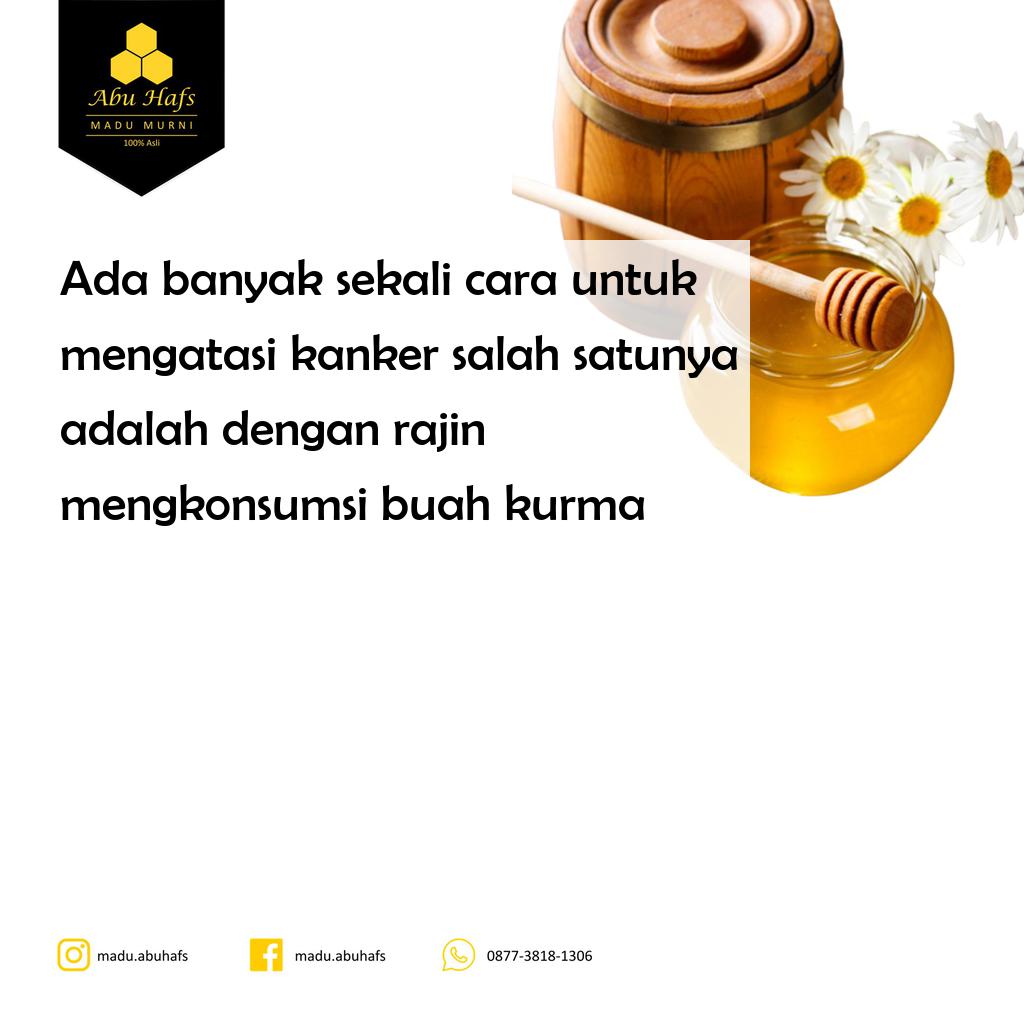 Abu Hafs
MADU MURNI
100% Asli
Ada banyak sekali cara untuk
mengatasi kanker salah satunya
adalah dengan rajin
mengkonsumsi buah kurma
madu.abuhafs
madu.abuhafs
0877-3818-1306